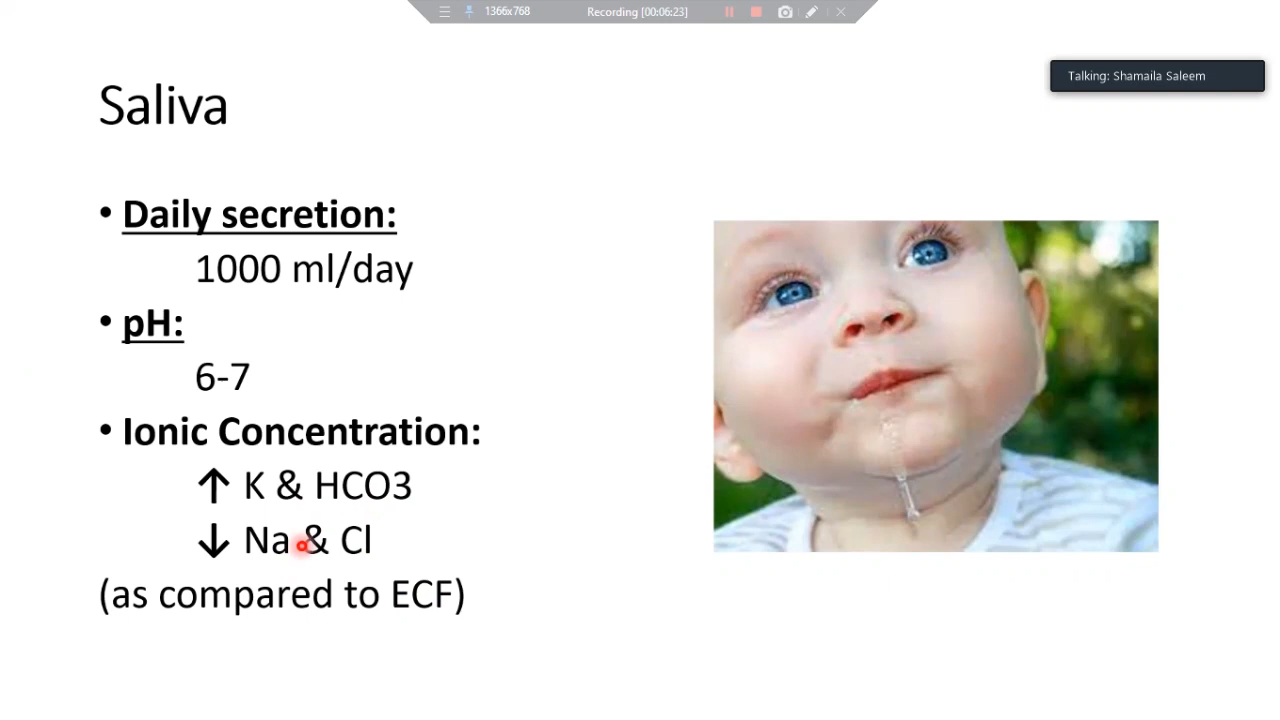 1366x768
Recording [00:06:23]
Talking: Shamaila Saleem
Saliva
• Daily secretion:
1000 ml/day
• pH:
6-7
• Ionic Concentration:
↑ K & HCO3
↓ Na & Cl
(as compared to ECF)